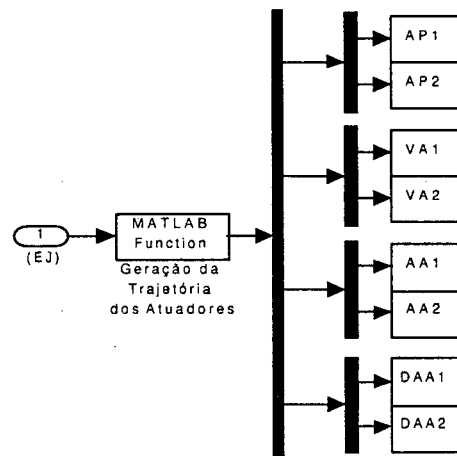 1
(EJ)
MATLAB
Function
Geração da
Trajetória
dos Atuadores
AP1
AP2
VA1
VA2
AA1
AA2
DAA1
DAA2